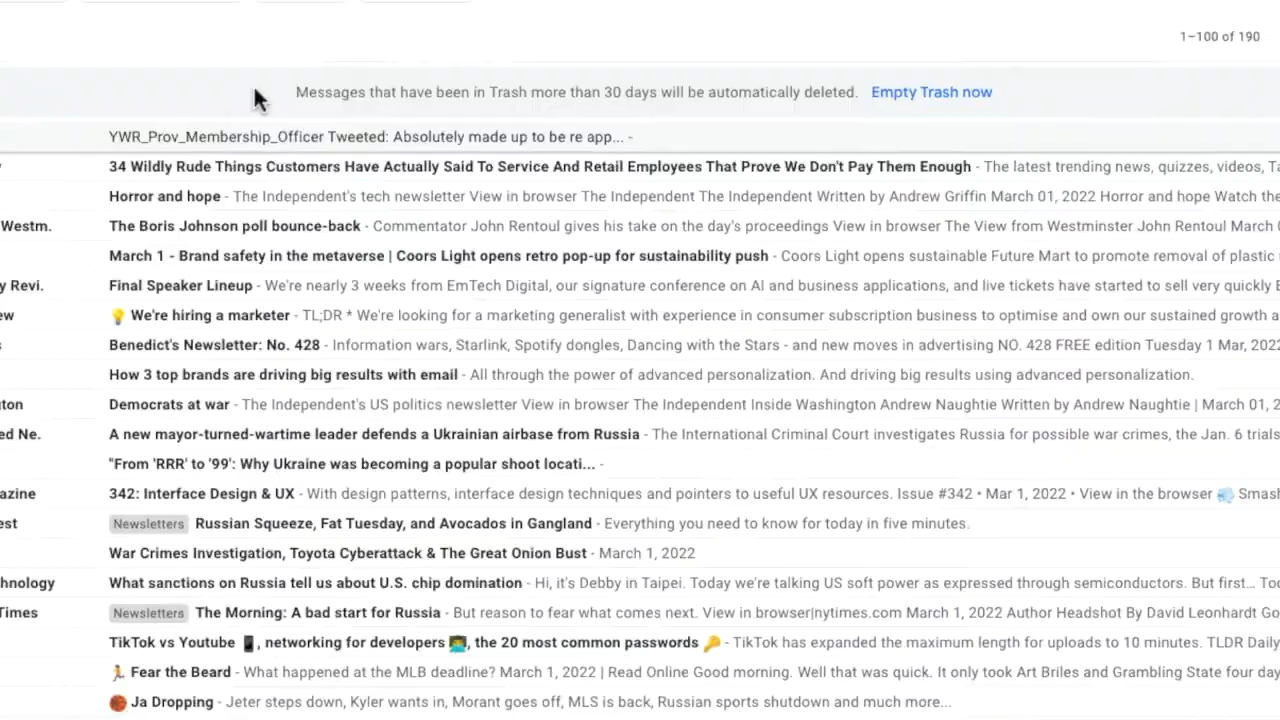 1–100 of 190
Messages that have been in Trash more than 30 days will be automatically deleted. Empty Trash now
YWR_Prov_Membership_Officer Tweeted: Absolutely made up to be re app... -
34 Wildly Rude Things Customers Have Actually Said To Service And Retail Employees That Prove We Don't Pay Them Enough - The latest trending news, quizzes, videos, Ta
Horror and hope - The Independent's tech newsletter View in browser The Independent The Independent Written by Andrew Griffin March 01, 2022 Horror and hope Watch the
Westm. The Boris Johnson poll bounce-back - Commentator John Rentoul gives his take on the day's proceedings View in browser The View from Westminster John Rentoul March
March 1 - Brand safety in the metaverse | Coors Light opens retro pop-up for sustainability push - Coors Light opens sustainable Future Mart to promote removal of plastic
y Revi. Final Speaker Lineup - We're nearly 3 weeks from EmTech Digital, our signature conference on AI and business applications, and live tickets have started to sell very quickly
ew 💡 We're hiring a marketer - TL;DR * We're looking for a marketing generalist with experience in consumer subscription business to optimise and own our sustained growth a
s Benedict's Newsletter: No. 428 - Information wars, Starlink, Spotify dongles, Dancing with the Stars - and new moves in advertising NO. 428 FREE edition Tuesday 1 Mar, 2022
How 3 top brands are driving big results with email - All through the power of advanced personalization. And driving big results using advanced personalization.
ton Democrats at war - The Independent's US politics newsletter View in browser The Independent Inside Washington Andrew Naughtie Written by Andrew Naughtie | March 01, 2
ed Ne. A new mayor-turned-wartime leader defends a Ukrainian airbase from Russia - The International Criminal Court investigates Russia for possible war crimes, the Jan. 6 trials
"From 'RRR' to '99': Why Ukraine was becoming a popular shoot locati... -
azine 342: Interface Design & UX - With design patterns, interface design techniques and pointers to useful UX resources. Issue #342 • Mar 1, 2022 • View in the browser 💨 Smash
est Newsletters Russian Squeeze, Fat Tuesday, and Avocados in Gangland - Everything you need to know for today in five minutes.
War Crimes Investigation, Toyota Cyberattack & The Great Onion Bust - March 1, 2022
hnology What sanctions on Russia tell us about U.S. chip domination - Hi, it's Debby in Taipei. Today we're talking US soft power as expressed through semiconductors. But first... Too
Times Newsletters The Morning: A bad start for Russia - But reason to fear what comes next. View in browser|nytimes.com March 1, 2022 Author Headshot By David Leonhardt Go
TikTok vs Youtube 📱, networking for developers 👨‍💻, the 20 most common passwords 🔑 - TikTok has expanded the maximum length for uploads to 10 minutes. TLDR Daily
🏃 Fear the Beard - What happened at the MLB deadline? March 1, 2022 | Read Online Good morning. Well that was quick. It only took Art Briles and Grambling State four day
🏀 Ja Dropping - Jeter steps down, Kyler wants in, Morant goes off, MLS is back, Russian sports shutdown and much more...